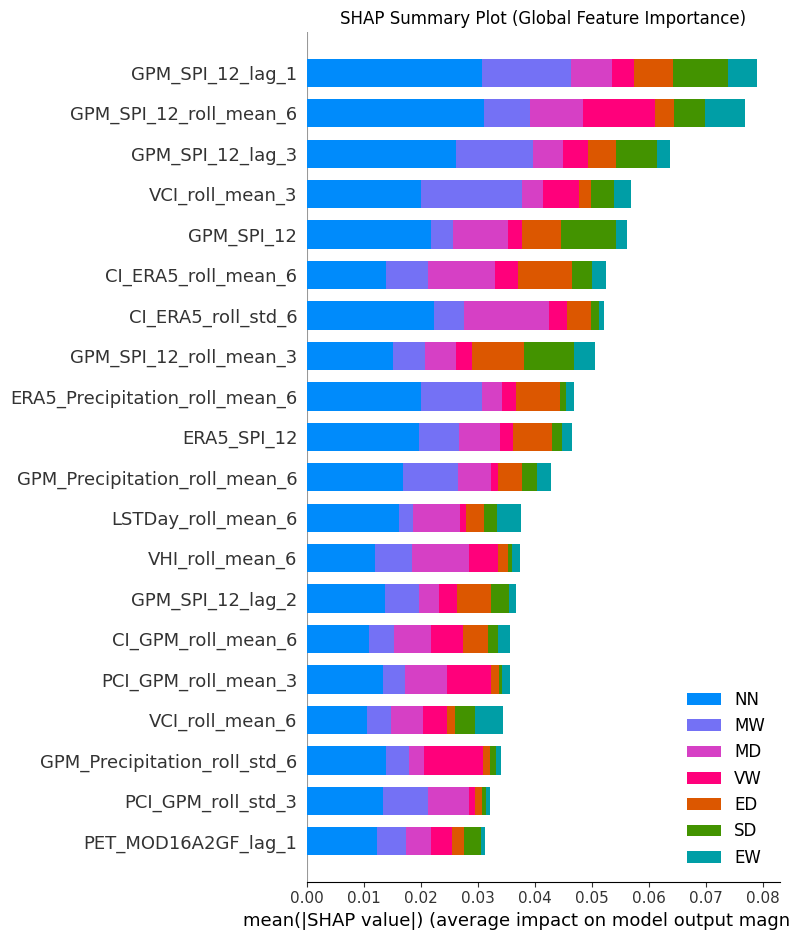 SHAP Summary Plot (Global Feature Importance)
GPM_SPI_12_lag_1
GPM_SPI_12_roll_mean_6
GPM_SPI_12_lag_3
VCI_roll_mean_3
GPM_SPI_12
CI_ERA5_roll_mean_6
CI_ERA5_roll_std_6
GPM_SPI_12_roll_mean_3
ERA5_Precipitation_roll_mean_6
ERA5_SPI_12
GPM_Precipitation_roll_mean_6
LSTDay_roll_mean_6
VHI_roll_mean_6
GPM_SPI_12_lag_2
CI_GPM_roll_mean_6
PCI_GPM_roll_mean_3
VCI_roll_mean_6
GPM_Precipitation_roll_std_6
PCI_GPM_roll_std_3
PET_MOD16A2GF_lag_1
NN
MW
MD
VW
ED
SD
EW
0.00 0.01 0.02 0.03 0.04 0.05 0.06 0.07 0.08
mean(|SHAP value|) (average impact on model output magn